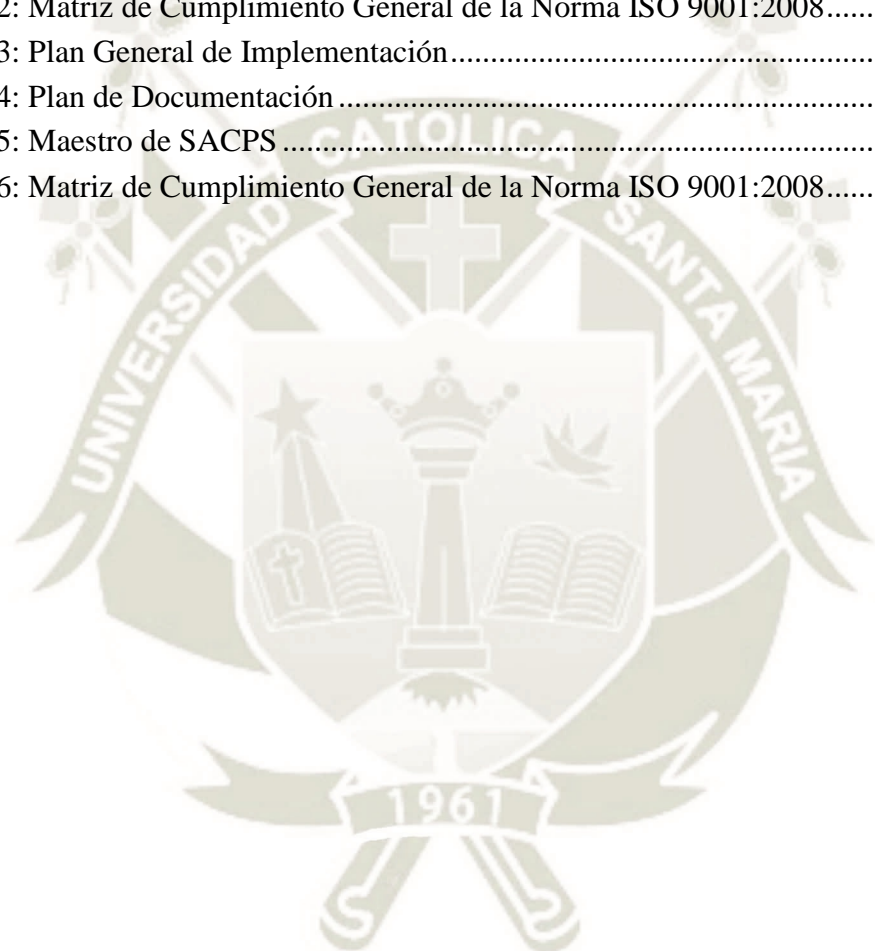 2: Matriz de Cumplimiento General de la Norma ISO 9001:2008......
3: Plan General de Implementación.....................................................
4: Plan de Documentación...................................................................
5: Maestro de SACPS..........................................................................
6: Matriz de Cumplimiento General de la Norma ISO 9001:2008......
UNIVERSIDAD CATOLICA SANTA MARIA
1961